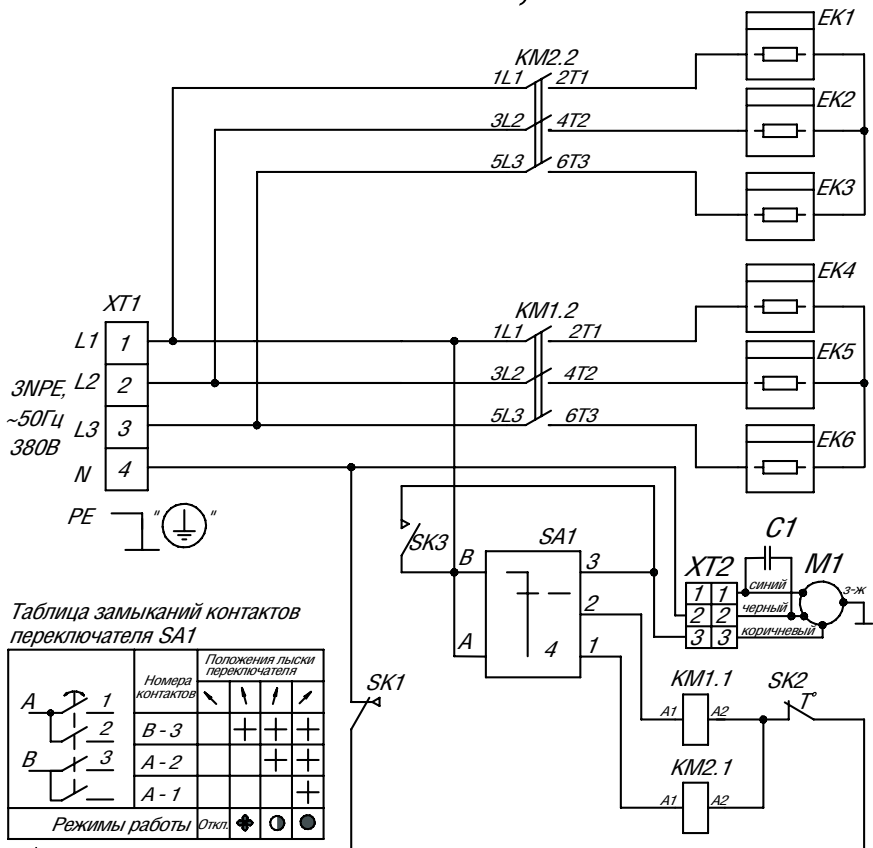 EK1
KM2.2
1L1 2T1
EK2
3L2 4T2
5L3 6T3
EK3
EK4
XT1
KM1.2
L1 1
1L1 2T1
EK5
3NPE, L2 2
3L2 4T2
~50Гц
L3 3
380В
5L3 6T3
EK6
N 4
PE " "
SK3
B
SA1
3
C1
XT2
M1
1 1 синий
з-ж
2 2 черный
3 3 коричневый
2
A
4
1
Таблица замыканий контактов
переключателя SA1
Номера
контактов
Положения лыски
переключателя
A 1
2
B - 3 + + +
B 3
A - 2 + +
A - 1 +
Режимы работы Откл.
SK1
KM1.1
SK2
T°
A1 A2
KM2.1
A1 A2